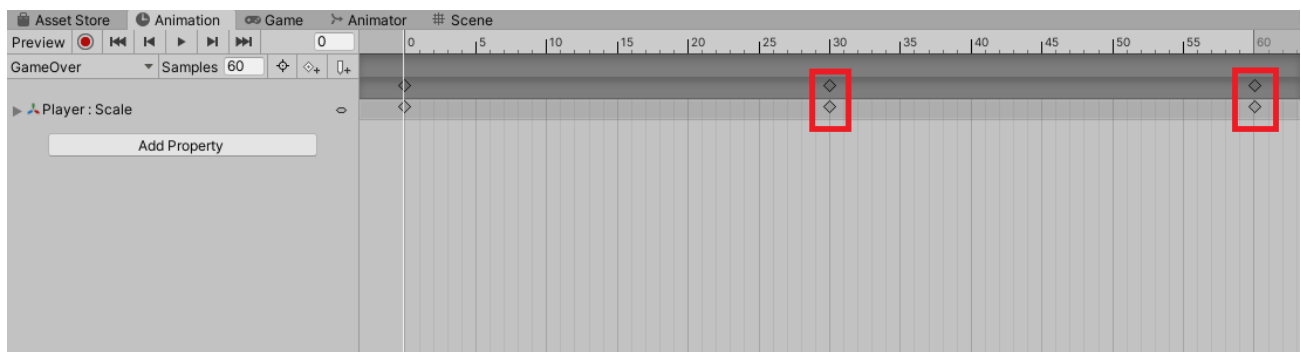 Asset Store Animation Game Animator Scene
Preview 0 0 5 10 15 20 25 30 35 40 45 50 55 60
GameOver Samples 60
Player : Scale
Add Property